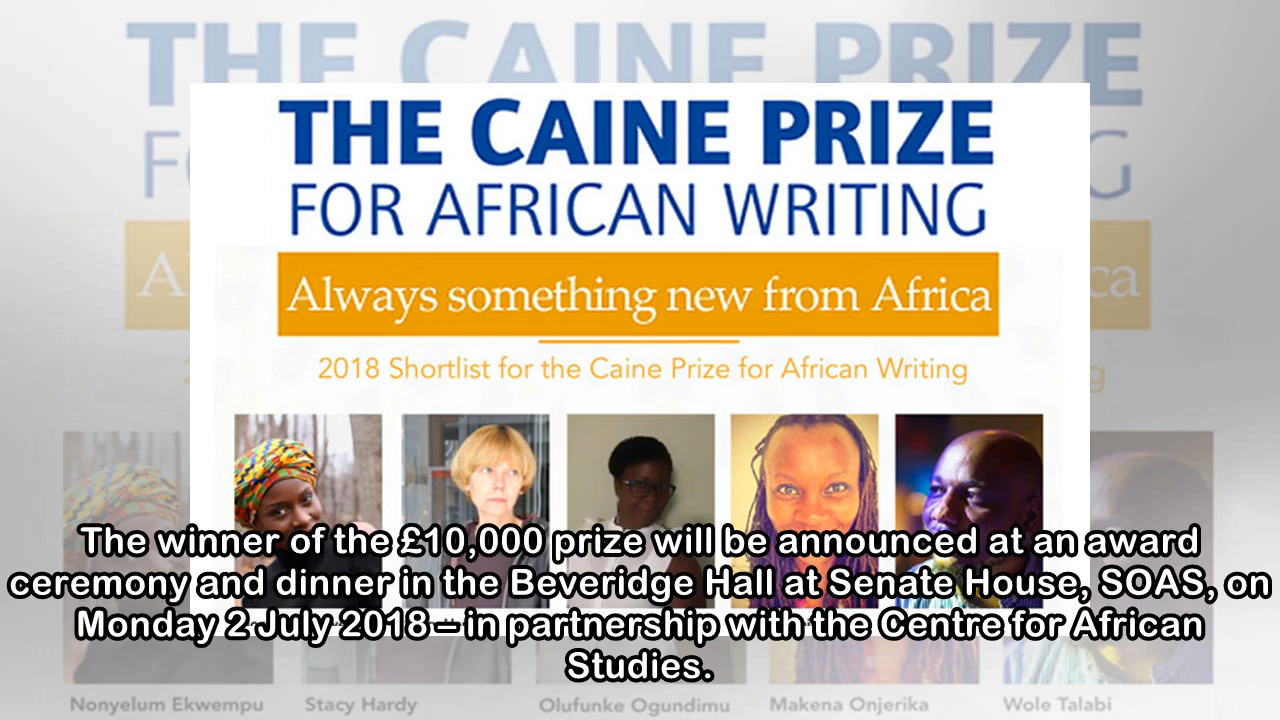 THE CAINE PRIZE
FOR AFRICAN WRITING
Always something new from Africa
2018 Shortlist for the Caine Prize for African Writing
The winner of the £10,000 prize will be announced at an award
ceremony and dinner in the Beveridge Hall at Senate House, SOAS, on
Monday 2 July 2018 – in partnership with the Centre for African
Studies.
Nonyelum Ekwempu Stacy Hardy Olufunke Ogundimu Makena Onjerika Wole Talabi